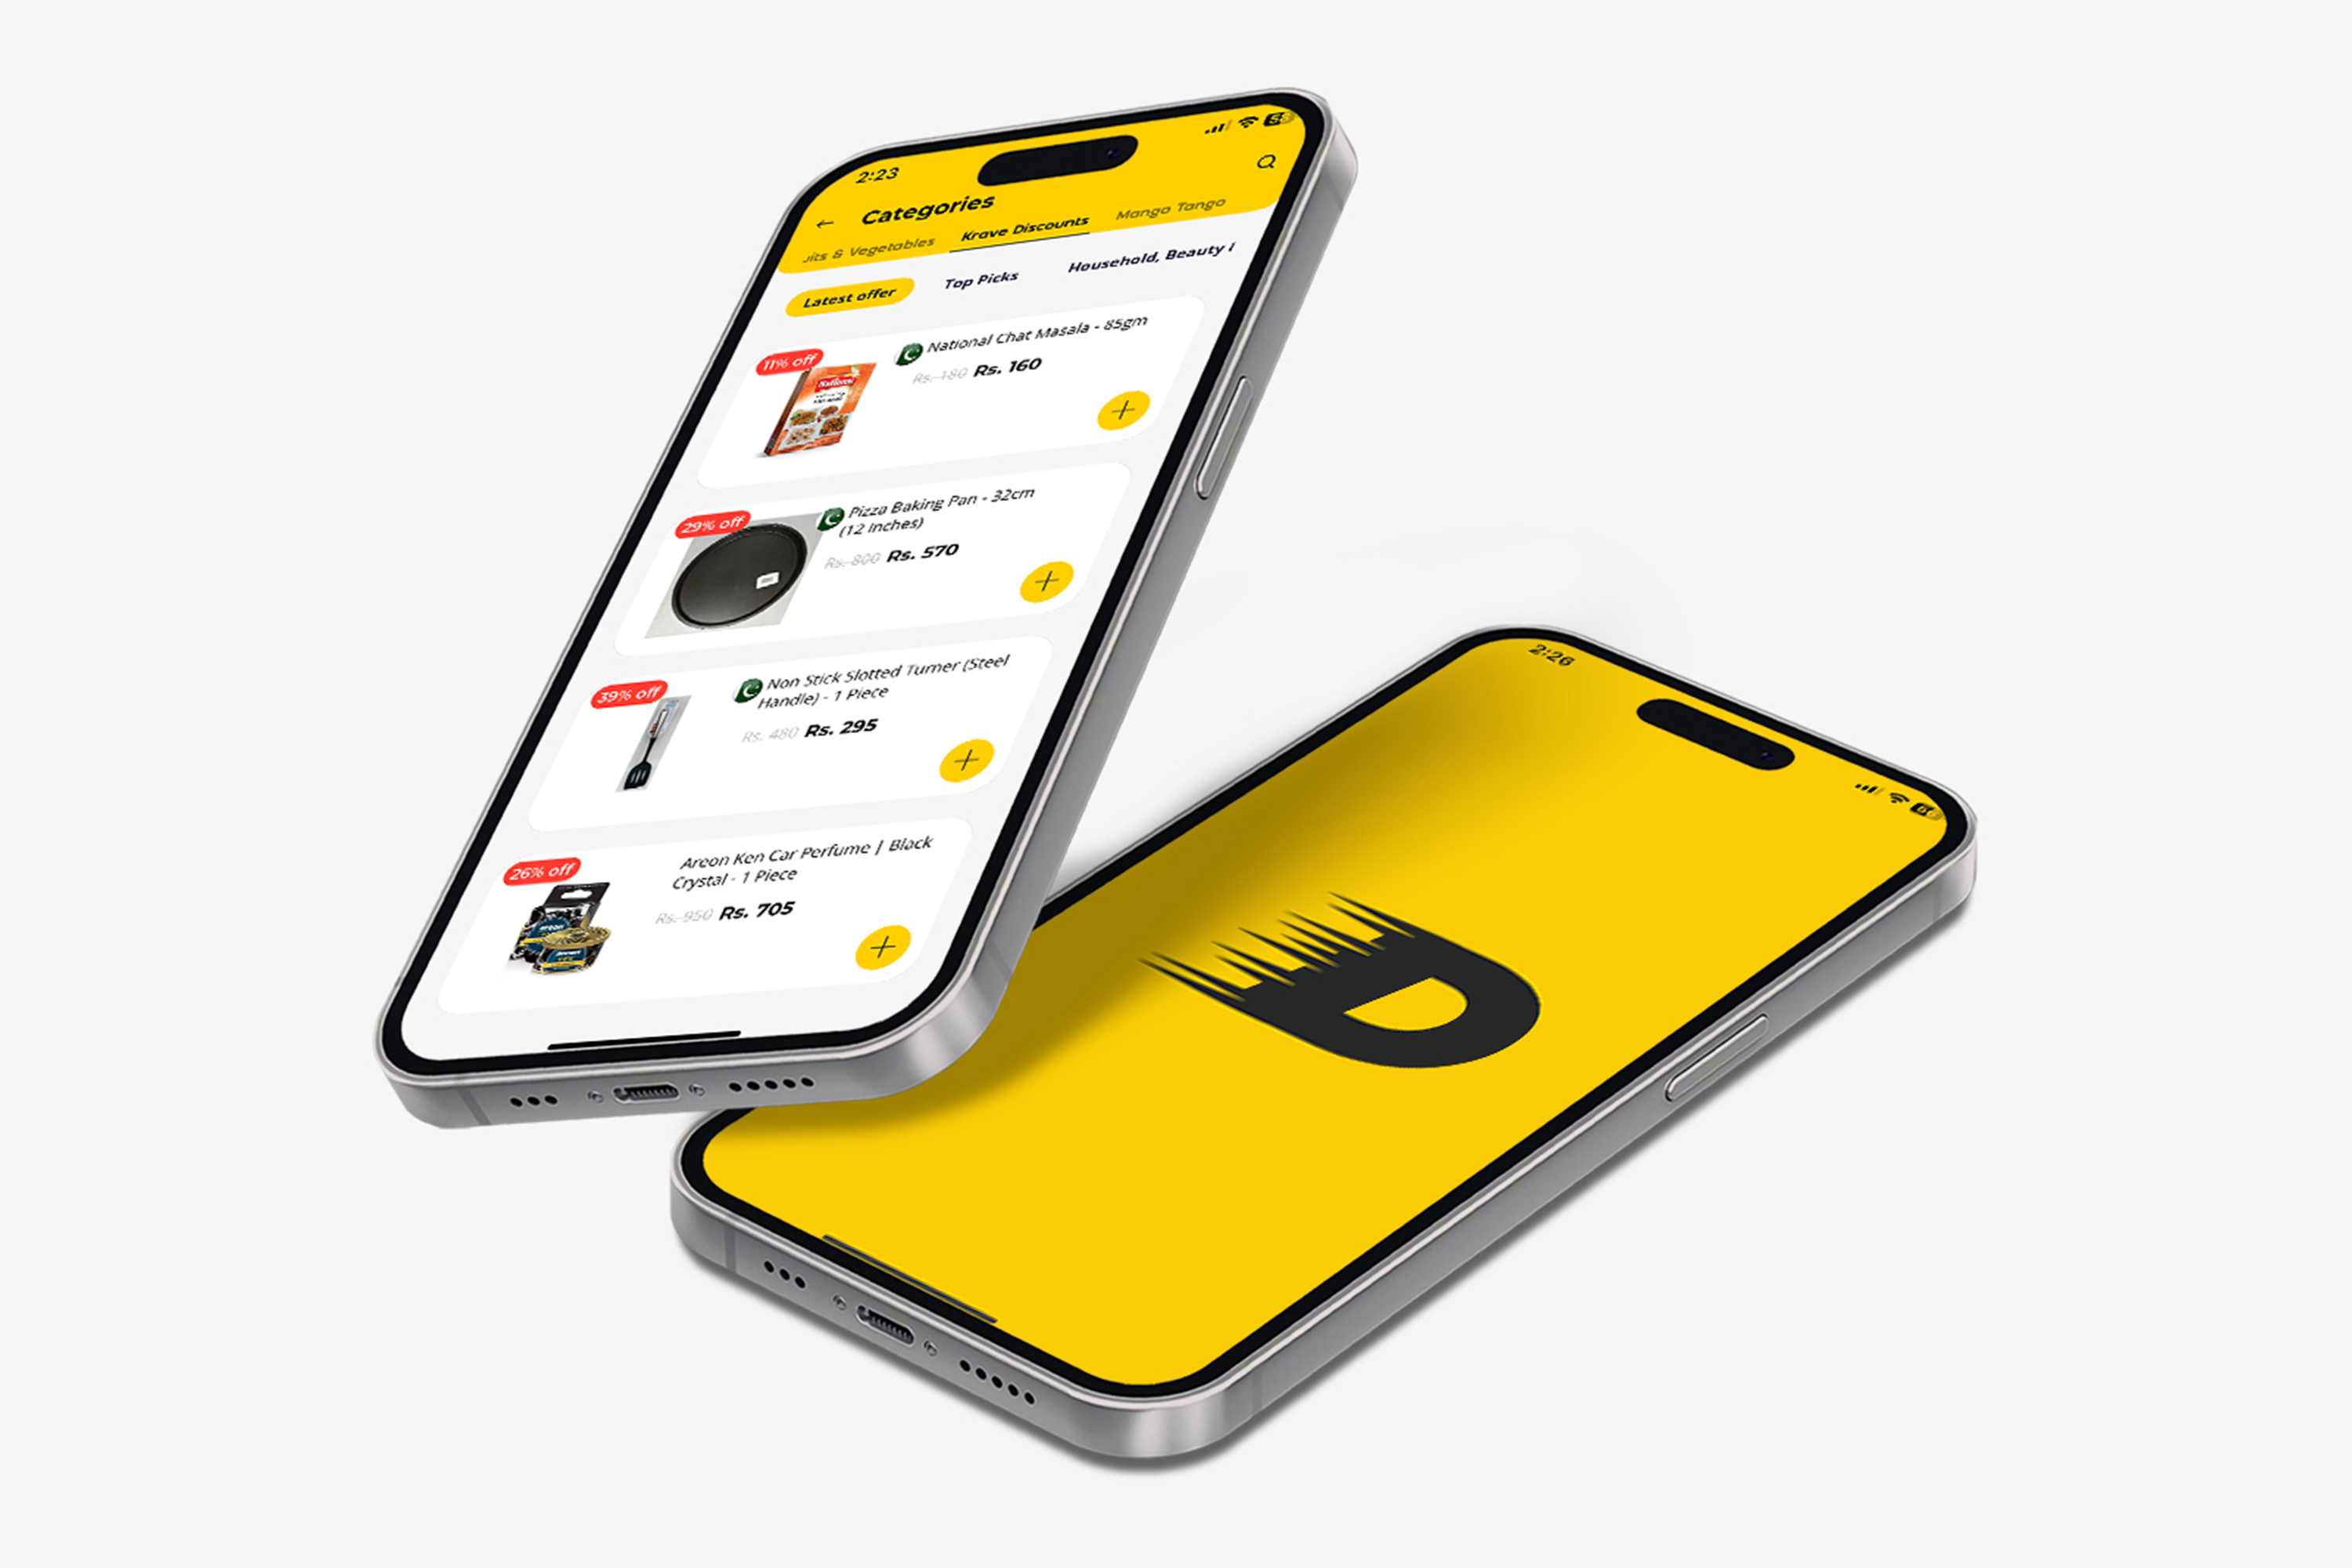 2:23
Categories
uits & Vegetables Krave Discounts Mango Tango
Latest offer Top Picks Household, Beauty
11% off
National Chat Masala - 85gm
Rs. 180 Rs. 160
National
29% off
Pizza Baking Pan - 32cm
(12 Inches)
Rs. 800 Rs. 570
39% off
Non Stick Slotted Turner (Steel
Handle) - 1 Piece
Rs. 480 Rs. 295
26% off
Areon Ken Car Perfume | Black
Crystal - 1 Piece
Rs. 950 Rs. 705
areon
areon
2:26